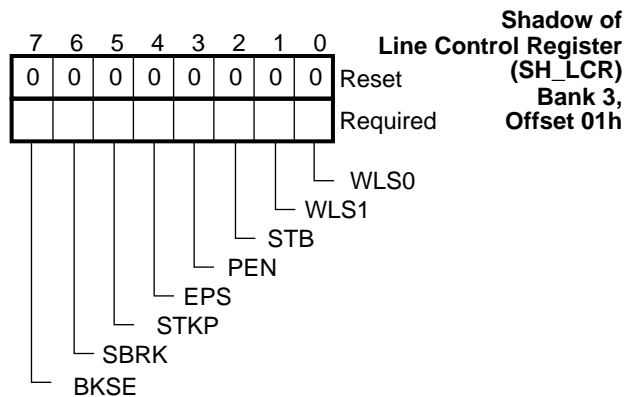 Shadow of
Line Control Register
(SH_LCR)
Bank 3,
Offset 01h
7 6 5 4 3 2 1 0
0 0 0 0 0 0 0 0 Reset
Required
WLS0
WLS1
STB
PEN
EPS
STKP
SBRK
BKSE